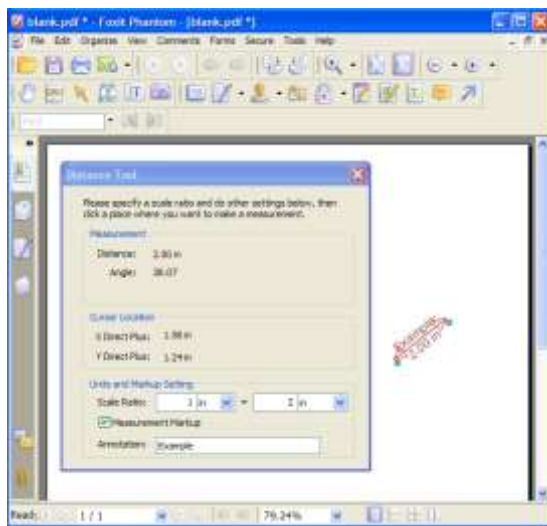 blank.pdf * - Foxit Phantom - [blank.pdf *]
File Edit Organize View Comments Forms Secure Tools Help
Distance Tool
Please specify a scale ratio and do other settings below, then
click a place where you want to make a measurement.
Measurement
Distance: 2.00 in
Angle: 38.07
Cursor Location
X Direct Plus: 1.58 in
Y Direct Plus: 1.24 in
Units and Markup Setting
Scale Ratio: 1 in = 1 in
Measurement Markup
Annotation: Example
Example
2.00 in
Ready 1 / 1 79.24%